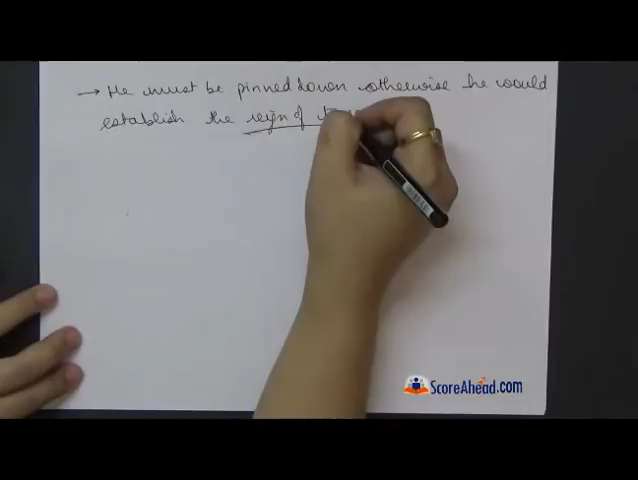 → He must be pinned down otherwise he would
establish the reign of
ScoreAhead.com